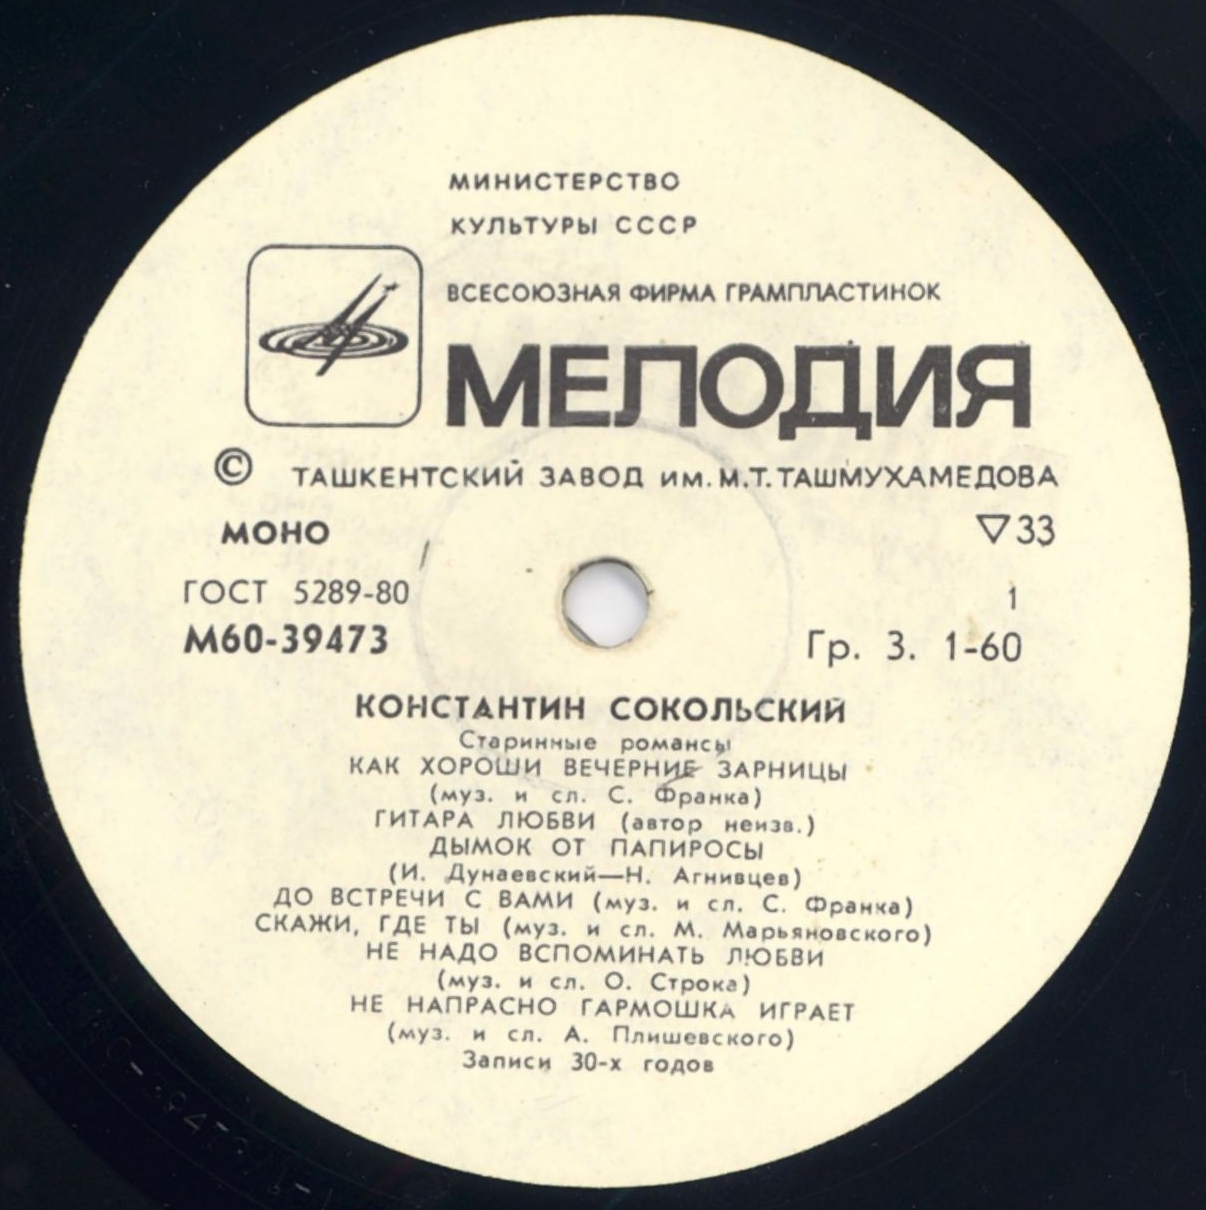 МИНИСТЕРСТВО
КУЛЬТУРЫ СССР
ВСЕСОЮЗНАЯ ФИРМА ГРАМПЛАСТИНОК
МЕЛОДИЯ
© ТАШКЕНТСКИЙ ЗАВОД им. М.Т. ТАШМУХАМЕДОВА
МОНО ▽33
ГОСТ 5289-80 1
М60-39473 Гр. 3. 1-60
КОНСТАНТИН СОКОЛЬСКИЙ
Старинные романсы
КАК ХОРОШИ ВЕЧЕРНИЕ ЗАРНИЦЫ
(муз. и сл. С. Франка)
ГИТАРА ЛЮБВИ (автор неизв.)
ДЫМОК ОТ ПАПИРОСЫ
(И. Дунаевский—Н. Агнивцев)
ДО ВСТРЕЧИ С ВАМИ (муз. и сл. С. Франка)
СКАЖИ, ГДЕ ТЫ (муз. и сл. М. Марьяновского)
НЕ НАДО ВСПОМИНАТЬ ЛЮБВИ
(муз. и сл. О. Строка)
НЕ НАПРАСНО ГАРМОШКА ИГРАЕТ
(муз. и сл. А. Плишевского)
Записи 30-х годов